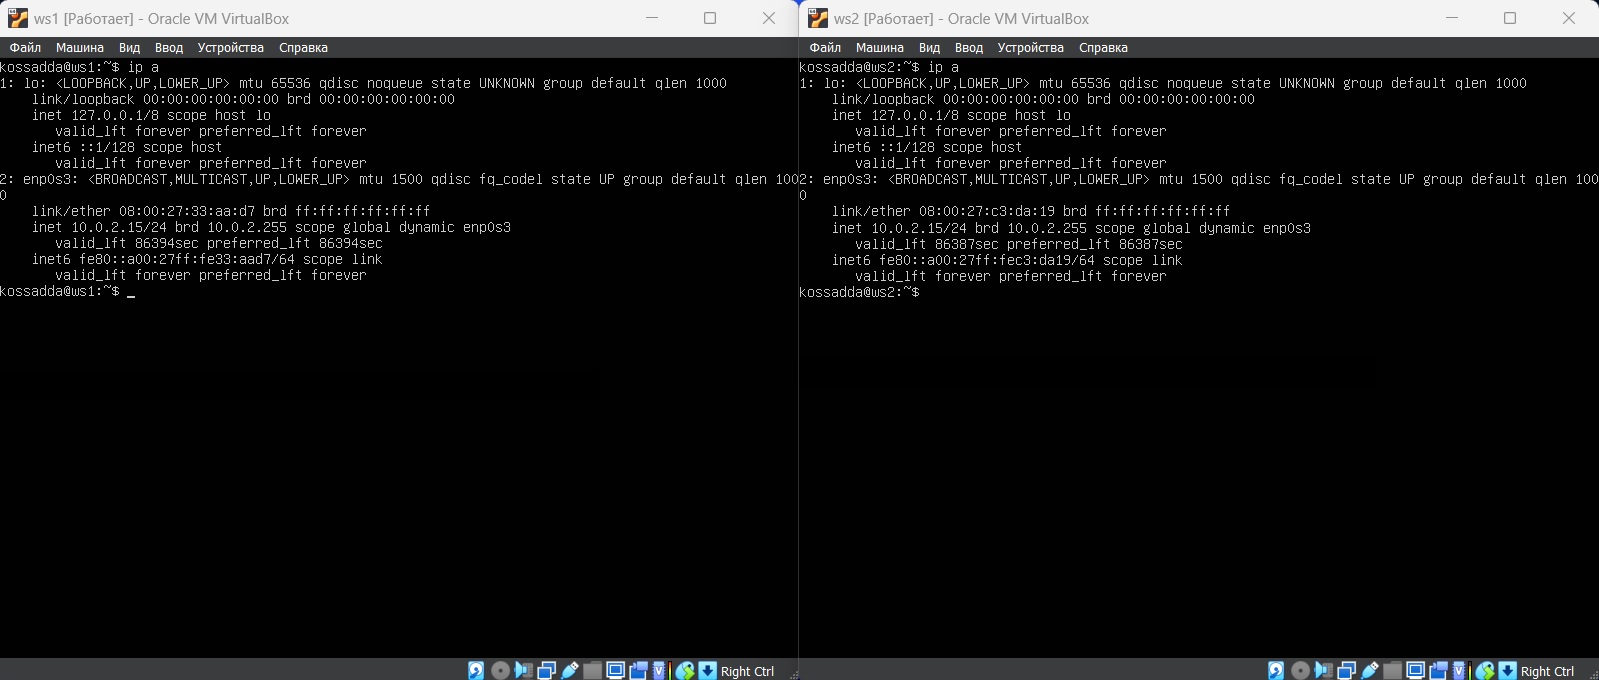 ws1 [Работает] - Oracle VM VirtualBox
Файл Машина Вид Ввод Устройства Справка
kossadda@ws1:~$ ip a
1: lo: <LOOPBACK,UP,LOWER_UP> mtu 65536 qdisc noqueue state UNKNOWN group default qlen 1000
    link/loopback 00:00:00:00:00:00 brd 00:00:00:00:00:00
    inet 127.0.0.1/8 scope host lo
       valid_lft forever preferred_lft forever
    inet6 ::1/128 scope host
       valid_lft forever preferred_lft forever
2: enp0s3: <BROADCAST,MULTICAST,UP,LOWER_UP> mtu 1500 qdisc fq_codel state UP group default qlen 100
0
    link/ether 08:00:27:33:aa:d7 brd ff:ff:ff:ff:ff:ff
    inet 10.0.2.15/24 brd 10.0.2.255 scope global dynamic enp0s3
       valid_lft 86394sec preferred_lft 86394sec
    inet6 fe80::a00:27ff:fe33:aad7/64 scope link
       valid_lft forever preferred_lft forever
kossadda@ws1:~$ _
Right Ctrl
ws2 [Работает] - Oracle VM VirtualBox
Файл Машина Вид Ввод Устройства Справка
kossadda@ws2:~$ ip a
1: lo: <LOOPBACK,UP,LOWER_UP> mtu 65536 qdisc noqueue state UNKNOWN group default qlen 1000
    link/loopback 00:00:00:00:00:00 brd 00:00:00:00:00:00
    inet 127.0.0.1/8 scope host lo
       valid_lft forever preferred_lft forever
    inet6 ::1/128 scope host
       valid_lft forever preferred_lft forever
2: enp0s3: <BROADCAST,MULTICAST,UP,LOWER_UP> mtu 1500 qdisc fq_codel state UP group default qlen 100
0
    link/ether 08:00:27:c3:da:19 brd ff:ff:ff:ff:ff:ff
    inet 10.0.2.15/24 brd 10.0.2.255 scope global dynamic enp0s3
       valid_lft 86387sec preferred_lft 86387sec
    inet6 fe80::a00:27ff:fec3:da19/64 scope link
       valid_lft forever preferred_lft forever
kossadda@ws2:~$
Right Ctrl